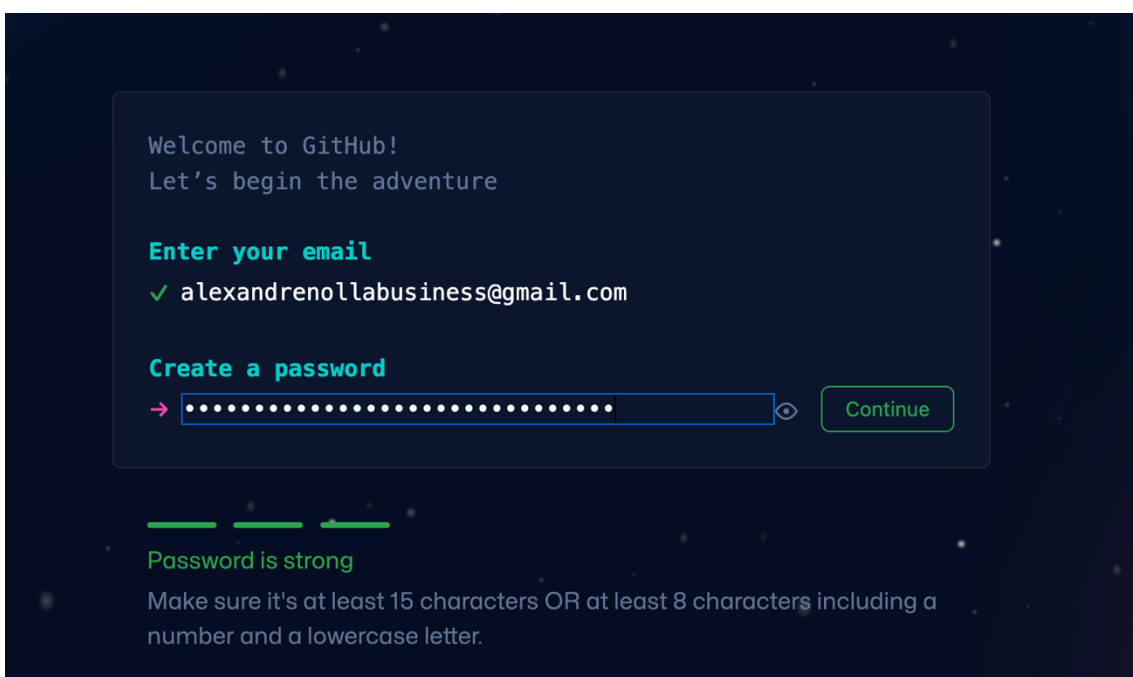 Welcome to GitHub!
Let’s begin the adventure
Enter your email
✓ alexandrenollabusiness@gmail.com
Create a password
→ ••••••••••••••••••••••••••••••• Continue
Password is strong
Make sure it's at least 15 characters OR at least 8 characters including a
number and a lowercase letter.